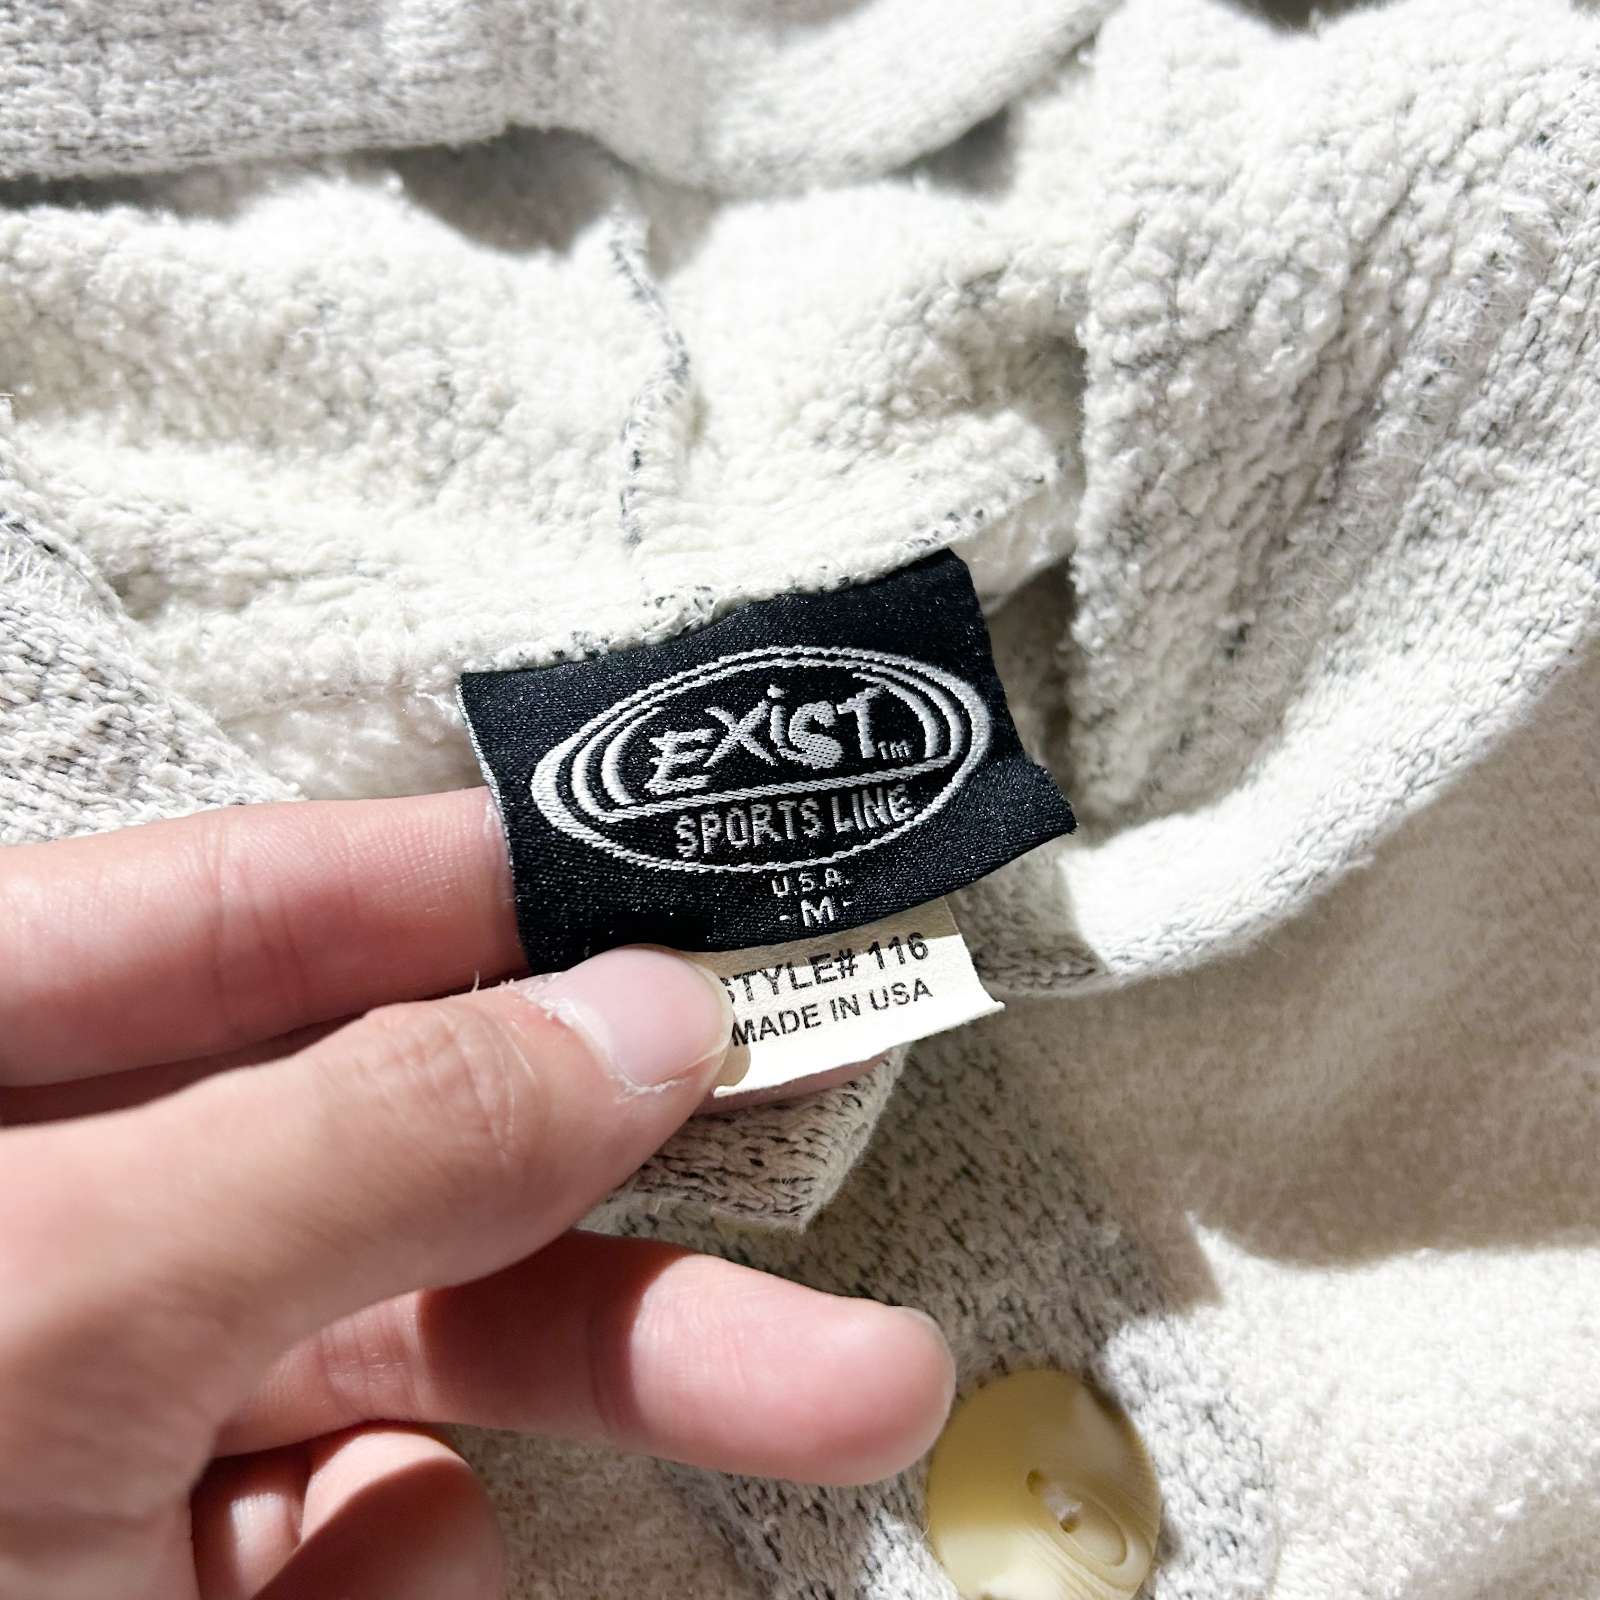 EXiST tm
SPORTS LINE
U.S.A.
- M -
STYLE# 116
MADE IN USA